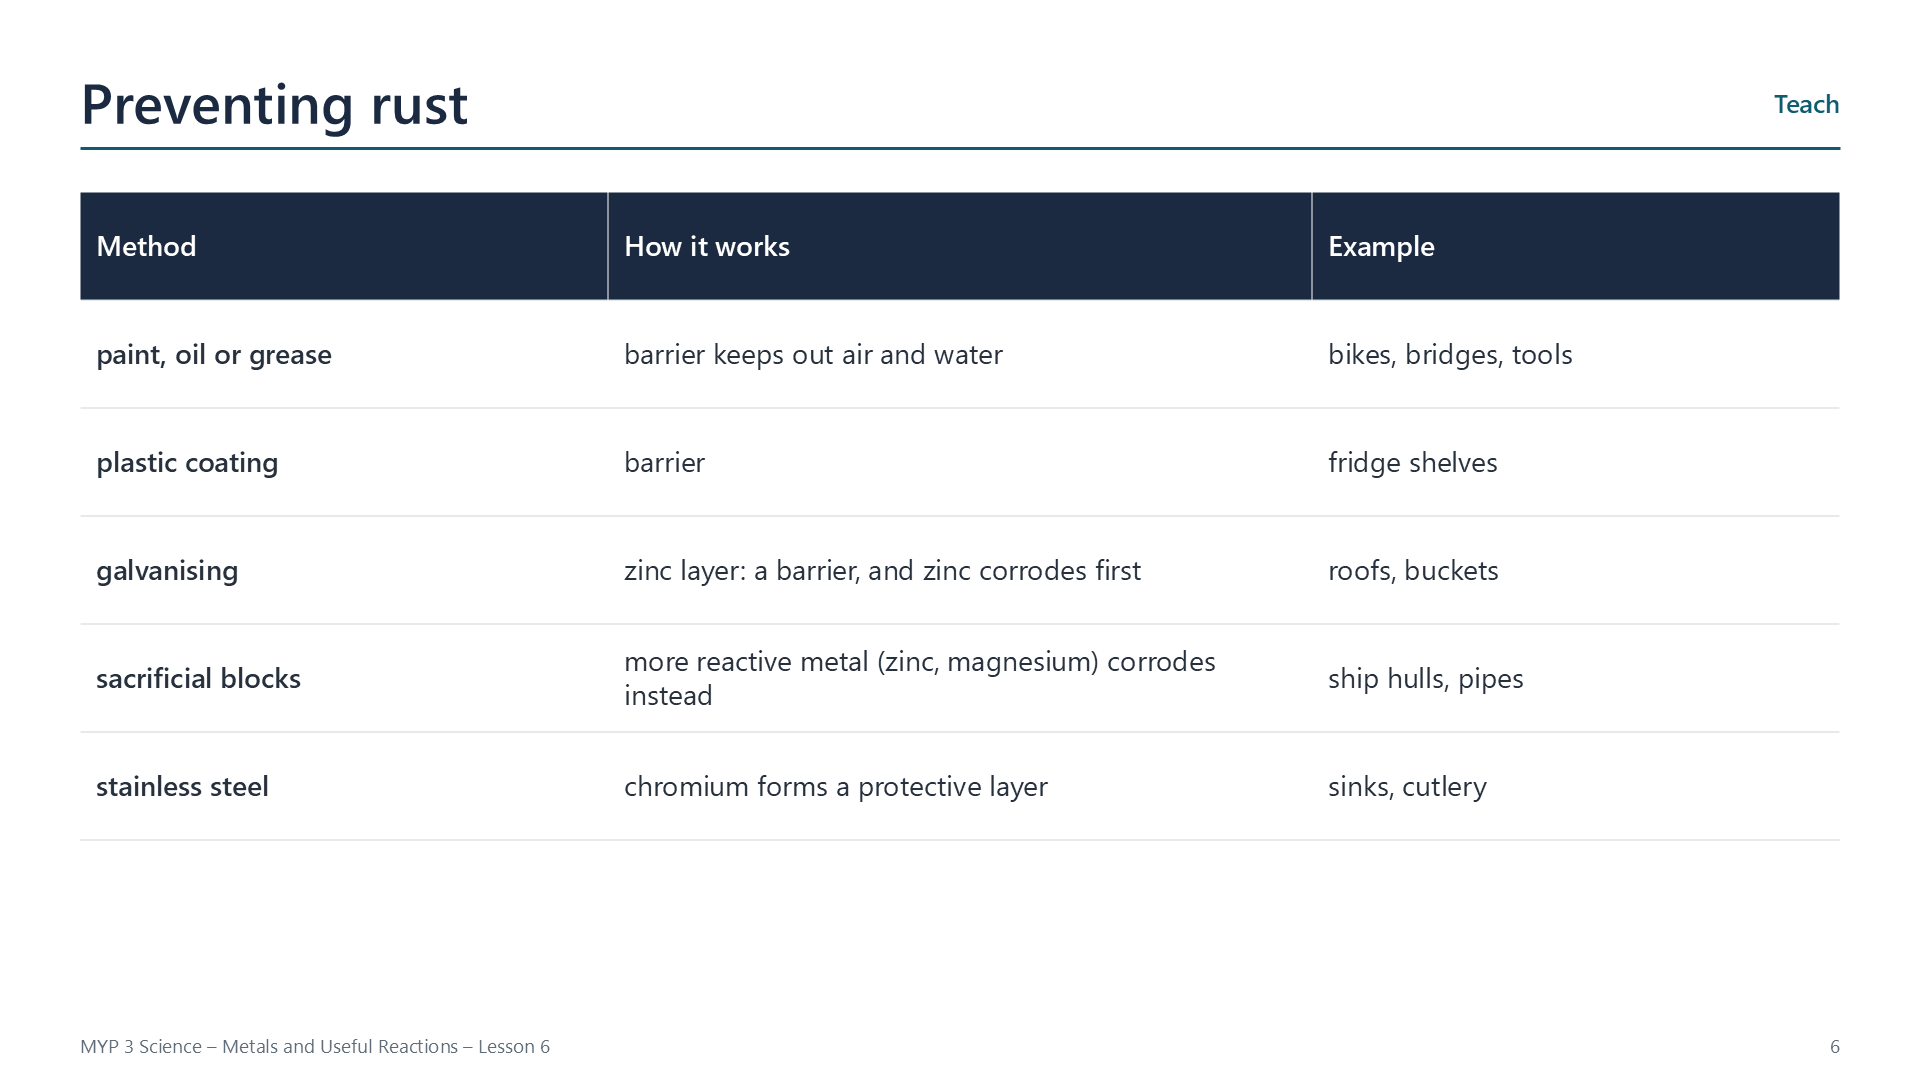 Preventing rust
Teach
Method
How it works
Example
paint, oil or grease
barrier keeps out air and water
bikes, bridges, tools
plastic coating
barrier
fridge shelves
galvanising
zinc layer: a barrier, and zinc corrodes first
roofs, buckets
sacrificial blocks
more reactive metal (zinc, magnesium) corrodes
instead
ship hulls, pipes
stainless steel
chromium forms a protective layer
sinks, cutlery
MYP 3 Science – Metals and Useful Reactions – Lesson 6
6